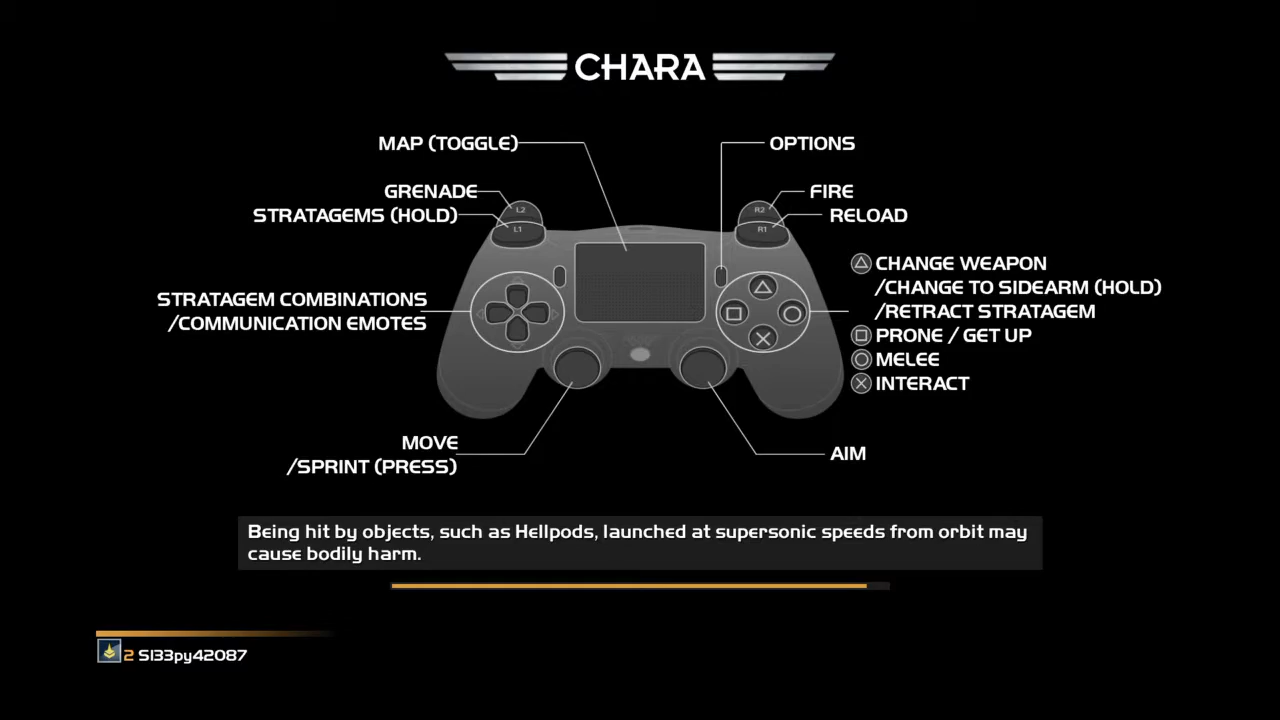 CHARA
MAP (TOGGLE)
OPTIONS
GRENADE
FIRE
STRATAGEMS (HOLD)
RELOAD
L2
L1
R2
R1
CHANGE WEAPON
/CHANGE TO SIDEARM (HOLD)
/RETRACT STRATAGEM
STRATAGEM COMBINATIONS
/COMMUNICATION EMOTES
PRONE / GET UP
MELEE
INTERACT
MOVE
/SPRINT (PRESS)
AIM
Being hit by objects, such as Hellpods, launched at supersonic speeds from orbit may
cause bodily harm.
2 Sl33py42087